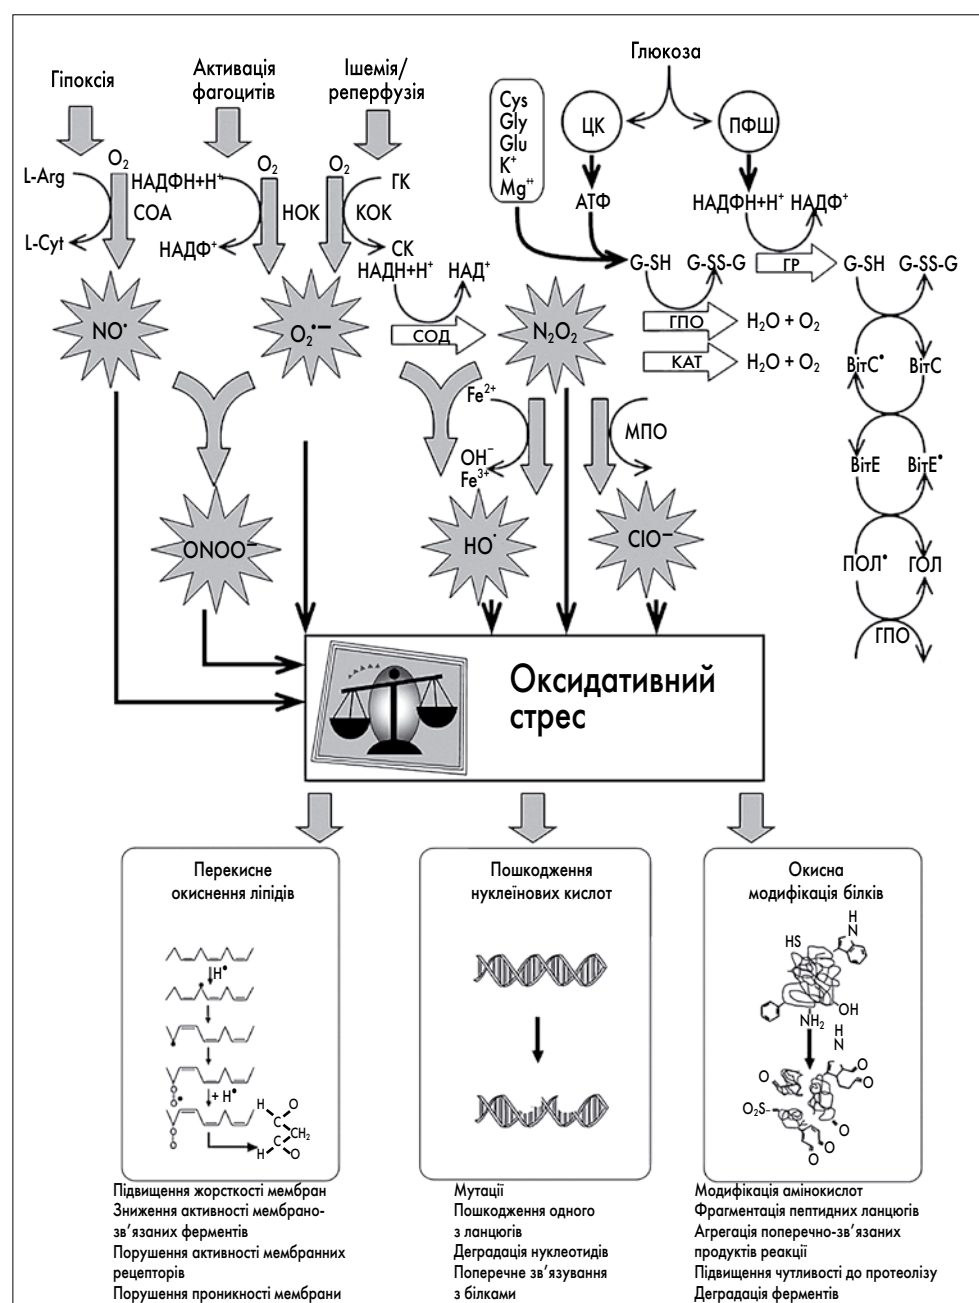 Глюкоза
Гіпоксія
Активація
фагоцитів
Ішемія/
реперфузія
Cys
Gly
Glu
K⁺
Mg⁺⁺
ЦК
ПФШ
O₂
O₂
O₂
L-Arg
НАДФН+Н⁺
ГК
АТФ
НАДФН+Н⁺ НАДФ⁺
СОА
НОК
КОК
L-Cyt
НАДФ⁺
СК
НАДН+Н⁺ НАД⁺
G-SH G-SS-G
ГР
G-SH G-SS-G
NO•
O₂•−
СОД
N₂O₂
ГПО
H₂O + O₂
КАТ
H₂O + O₂
ВітС•
ВітС
Fe²⁺
МПО
OH⁻
Fe³⁺
ВітЕ
ВітЕ•
ONOO⁻
HO•
ClO⁻
ПОЛ•
ГОЛ
ГПО
Оксидативний
стрес
Перекисне
окиснення ліпідів
H•
+ H•
O
O
H
O
C
CH₂
C
H
O
Пошкодження
нуклеїнових кислот
Окисна
модифікація білків
H
N
HS
OH
NH₂
H
N
O
O
O₂S–
O
O
Підвищення жорсткості мембран
Зниження активності мембрано-
зв’язаних ферментів
Порушення активності мембранних
рецепторів
Порушення проникності мембрани
Мутації
Пошкодження одного
з ланцюгів
Деградація нуклеотидів
Поперечне зв’язування
з білками
Модифікація амінокислот
Фрагментація пептидних ланцюгів
Агрегація поперечно-зв’язаних
продуктів реакції
Підвищення чутливості до протеолізу
Деградація ферментів